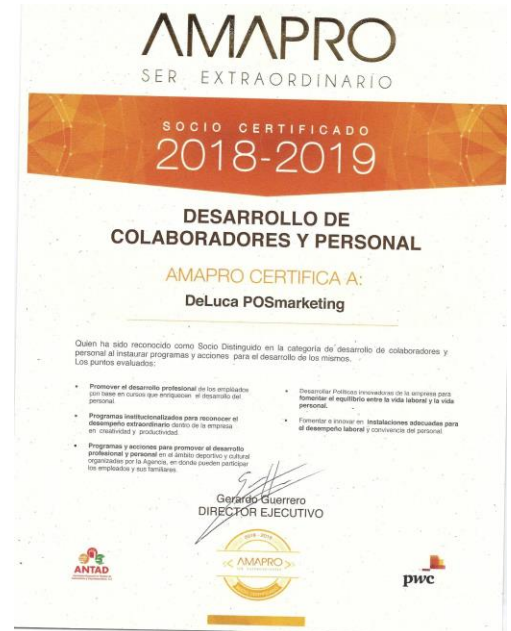 AMAPRO
SER EXTRAORDINARIO
SOCIO CERTIFICADO
2018-2019
DESARROLLO DE
COLABORADORES Y PERSONAL
AMAPRO CERTIFICA A:
DeLuca POSmarketing
Quien ha sido reconocido como Socio Distinguido en la categoría de desarrollo de colaboradores y
personal al instaurar programas y acciones para el desarrollo de los mismos.
Los puntos evaluados:
• Promover el desarrollo profesional de los empleados
con base en cursos que enriquecen el desarrollo del
personal.
• Programas institucionalizados para reconocer el
desempeño extraordinario dentro de la empresa
en creatividad y productividad.
• Programas y acciones para promover el desarrollo
profesional y personal en el ámbito deportivo y cultural
organizadas por la Agencia, en donde pueden participar
los empleados y sus familiares.
• Desarrollar Políticas innovadoras de la empresa para
fomentar el equilibrio entre la vida laboral y la vida
personal.
• Fomentar e innovar en instalaciones adecuadas para
el desempeño laboral y convivencia del personal.
Gerardo Guerrero
DIRECTOR EJECUTIVO
ANTAD
2018 - 2019
AMAPRO
SER EXTRAORDINARIO
SOCIO CERTIFICADO
pwc